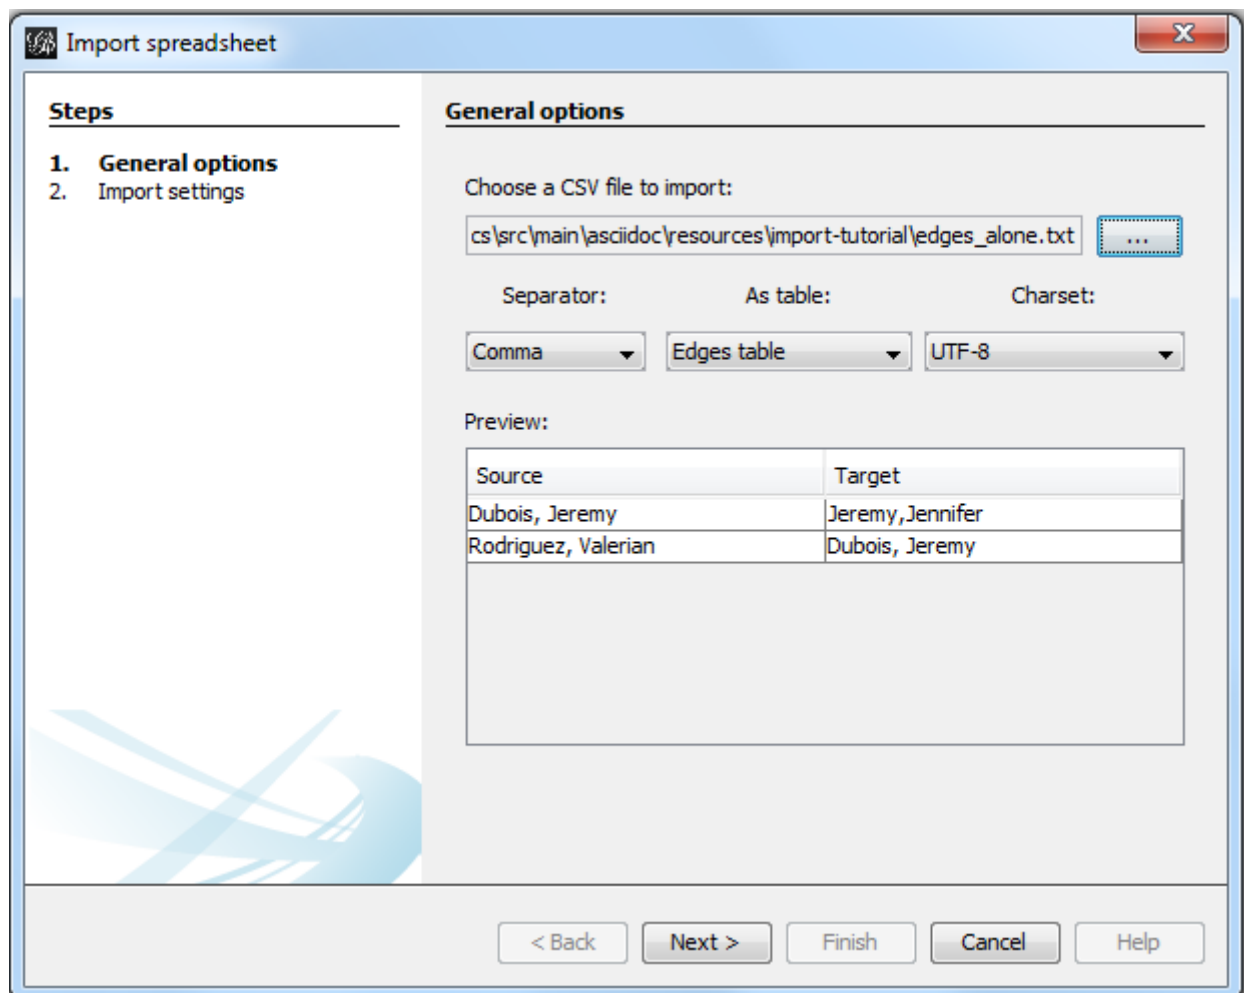 Import spreadsheet
Steps
1. General options
2. Import settings
General options
Choose a CSV file to import:
cs\src\main\asciidoc\resources\import-tutorial\edges_alone.txt ...
Separator: As table: Charset:
Comma Edges table UTF-8
Preview:
Source Target
Dubois, Jeremy Jeremy,Jennifer
Rodriguez, Valerian Dubois, Jeremy
< Back Next > Finish Cancel Help